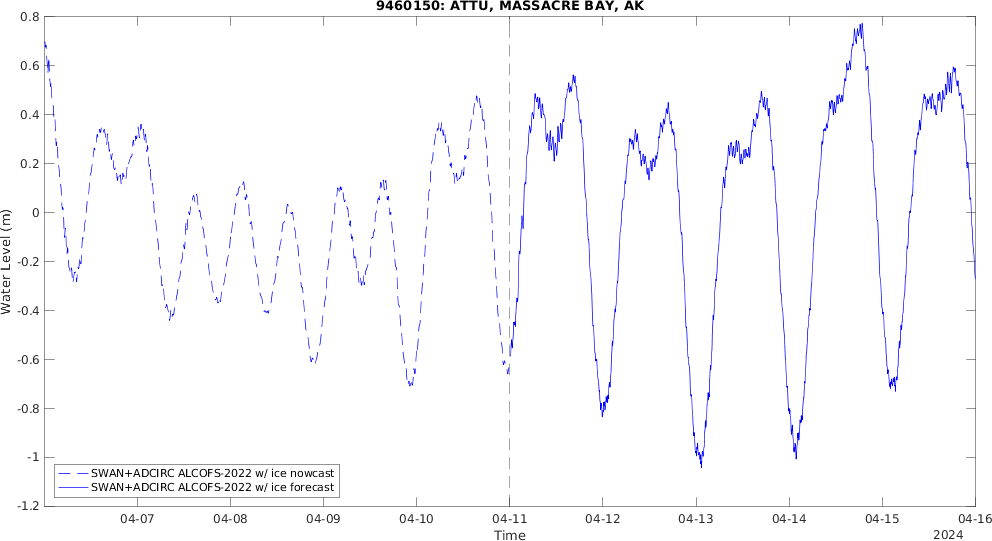 9460150: ATTU, MASSACRE BAY, AK
Water Level (m)
0.8
0.6
0.4
0.2
0
-0.2
-0.4
-0.6
-0.8
-1
-1.2
SWAN+ADCIRC ALCOFS-2022 w/ ice nowcast
SWAN+ADCIRC ALCOFS-2022 w/ ice forecast
04-07 04-08 04-09 04-10 04-11 04-12 04-13 04-14 04-15 04-16
Time
2024